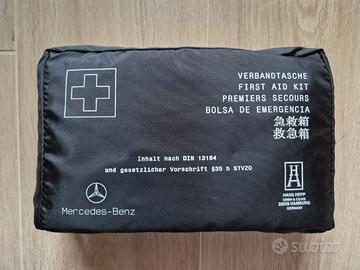 VERBANDTASCHE
FIRST AID KIT
PREMIERS SECOURS
BOLSA DE EMERGENCIA
急救箱
救急箱
Inhalt nach DIN 13164
und gesetzlicher Vorschrift §35 h STVZO
Mercedes-Benz
HANS HEPP
GMBH & CO.KG
20539 HAMBURG
GERMANY
subito